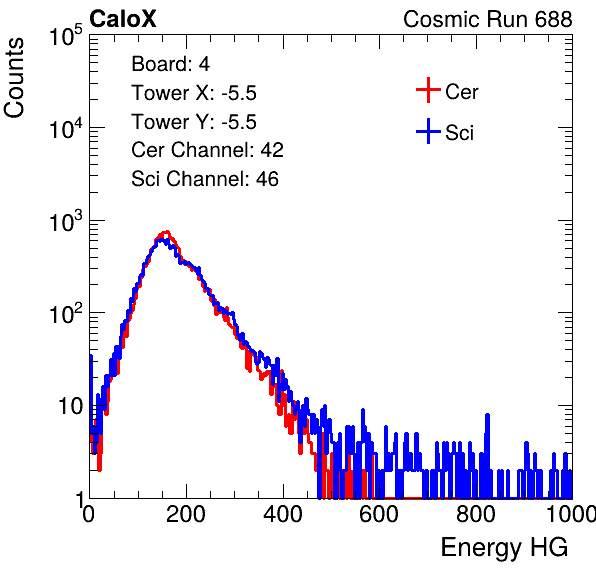 CaloX Cosmic Run 688
Counts
10^5
10^4
10^3
10^2
10
1
Board: 4
Tower X: -5.5
Tower Y: -5.5
Cer Channel: 42
Sci Channel: 46
Cer
Sci
0 200 400 600 800 1000
Energy HG